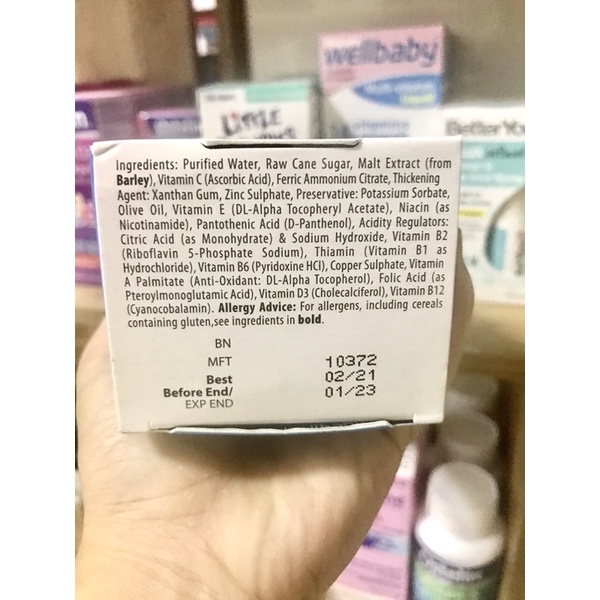 wellbaby
Multi-vitamin
Liquid
LiTTLE
BetterYou
Ingredients: Purified Water, Raw Cane Sugar, Malt Extract (from
Barley), Vitamin C (Ascorbic Acid), Ferric Ammonium Citrate, Thickening
Agent: Xanthan Gum, Zinc Sulphate, Preservative: Potassium Sorbate,
Olive Oil, Vitamin E (DL-Alpha Tocopheryl Acetate), Niacin (as
Nicotinamide), Pantothenic Acid (D-Panthenol), Acidity Regulators:
Citric Acid (as Monohydrate) & Sodium Hydroxide, Vitamin B2
(Riboflavin 5-Phosphate Sodium), Thiamin (Vitamin B1 as
Hydrochloride), Vitamin B6 (Pyridoxine HCl), Copper Sulphate, Vitamin
A Palmitate (Anti-Oxidant: DL-Alpha Tocopherol), Folic Acid (as
Pteroylmonoglutamic Acid), Vitamin D3 (Cholecalciferol), Vitamin B12
(Cyanocobalamin). Allergy Advice: For allergens, including cereals
containing gluten,see ingredients in bold.
BN
MFT 10372
Best 02/21
Before End/ 01/23
EXP END